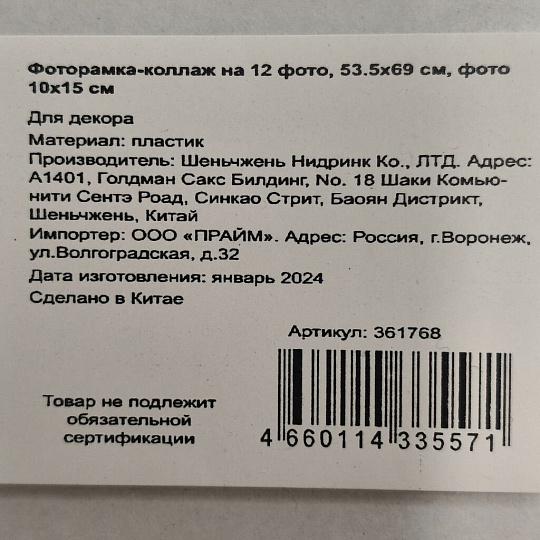 Фоторамка-коллаж на 12 фото, 53.5х69 см, фото
10х15 см
Для декора
Материал: пластик
Производитель: Шеньчжень Нидринк Ко., ЛТД. Адрес:
А1401, Голдман Сакс Билдинг, No. 18 Шаки Комью-
нити Сентэ Роад, Синкао Стрит, Баоян Дистрикт,
Шеньчжень, Китай
Импортер: ООО «ПРАЙМ». Адрес: Россия, г.Воронеж,
ул.Волгоградская, д.32
Дата изготовления: январь 2024
Сделано в Китае
Артикул: 361768
Товар не подлежит
обязательной
сертификации
4 660114 335571